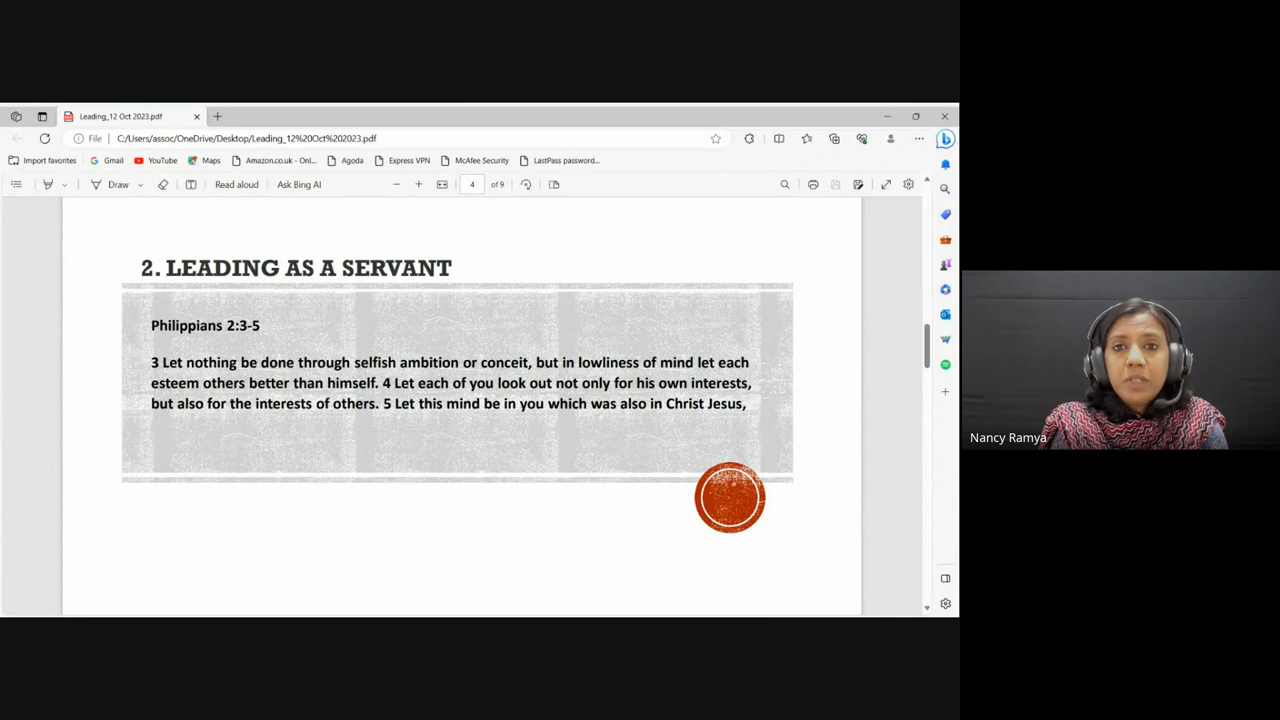 Leading_12 Oct 2023.pdf
File C:/Users/assoc/OneDrive/Desktop/Leading_12%20Oct%202023.pdf
Import favorites Gmail YouTube Maps Amazon.co.uk - Onl... Agoda Express VPN McAfee Security LastPass password...
Draw Read aloud Ask Bing AI 4 of 9
2. LEADING AS A SERVANT
Philippians 2:3-5
3 Let nothing be done through selfish ambition or conceit, but in lowliness of mind let each
esteem others better than himself. 4 Let each of you look out not only for his own interests,
but also for the interests of others. 5 Let this mind be in you which was also in Christ Jesus,
Nancy Ramya